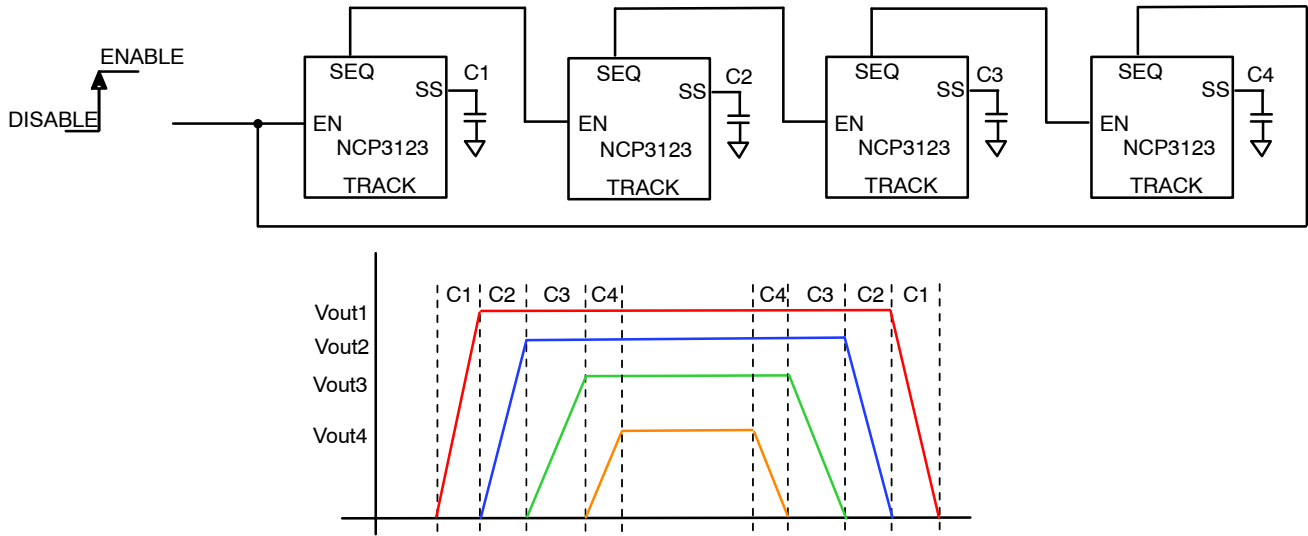 ENABLE
DISABLE
SEQ
C1
SS
EN
NCP3123
TRACK
SEQ
C2
SS
EN
NCP3123
TRACK
SEQ
C3
SS
EN
NCP3123
TRACK
SEQ
C4
SS
EN
NCP3123
TRACK
C1 C2 C3 C4 C4 C3 C2 C1
Vout1
Vout2
Vout3
Vout4